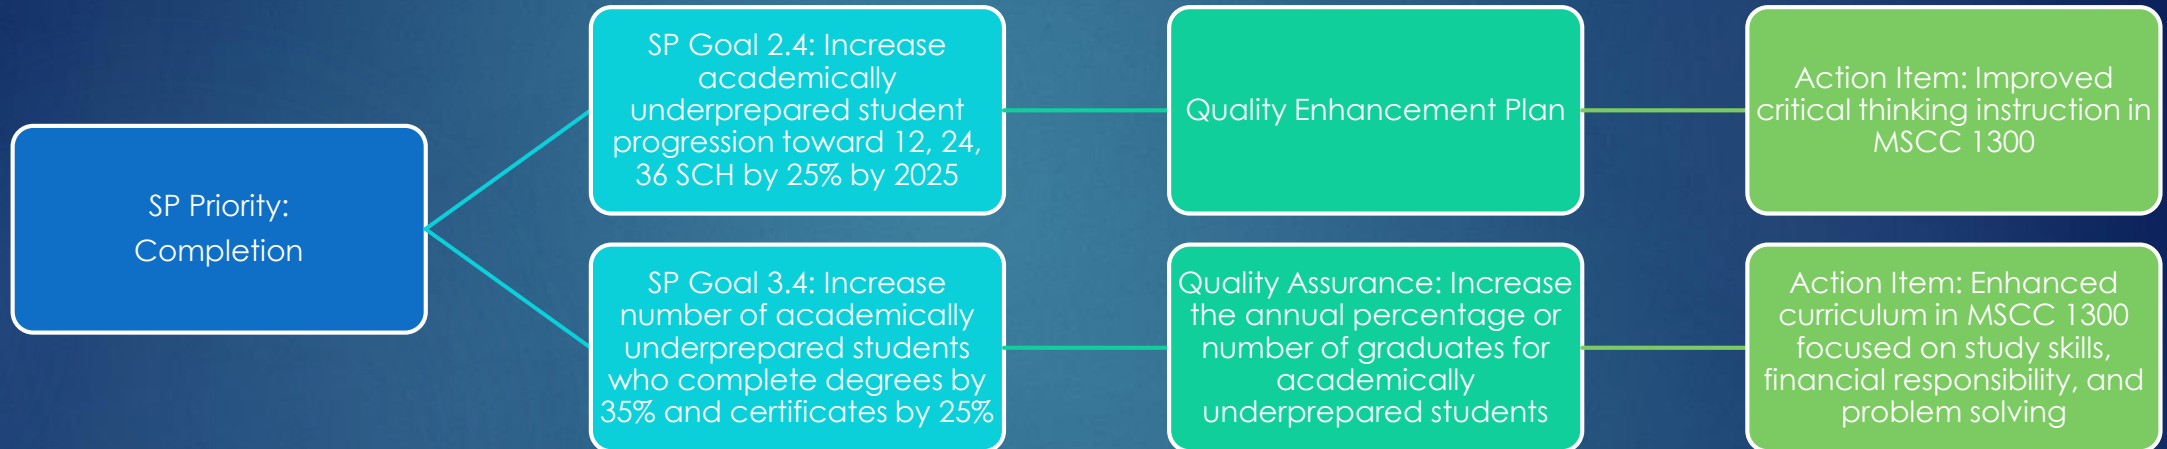 SP Priority:
Completion
SP Goal 2.4: Increase
academically
underprepared student
progression toward 12, 24,
36 SCH by 25% by 2025
Quality Enhancement Plan
Action Item: Improved
critical thinking instruction in
MSCC 1300
SP Goal 3.4: Increase
number of academically
underprepared students
who complete degrees by
35% and certificates by 25%
Quality Assurance: Increase
the annual percentage or
number of graduates for
academically
underprepared students
Action Item: Enhanced
curriculum in MSCC 1300
focused on study skills,
financial responsibility, and
problem solving